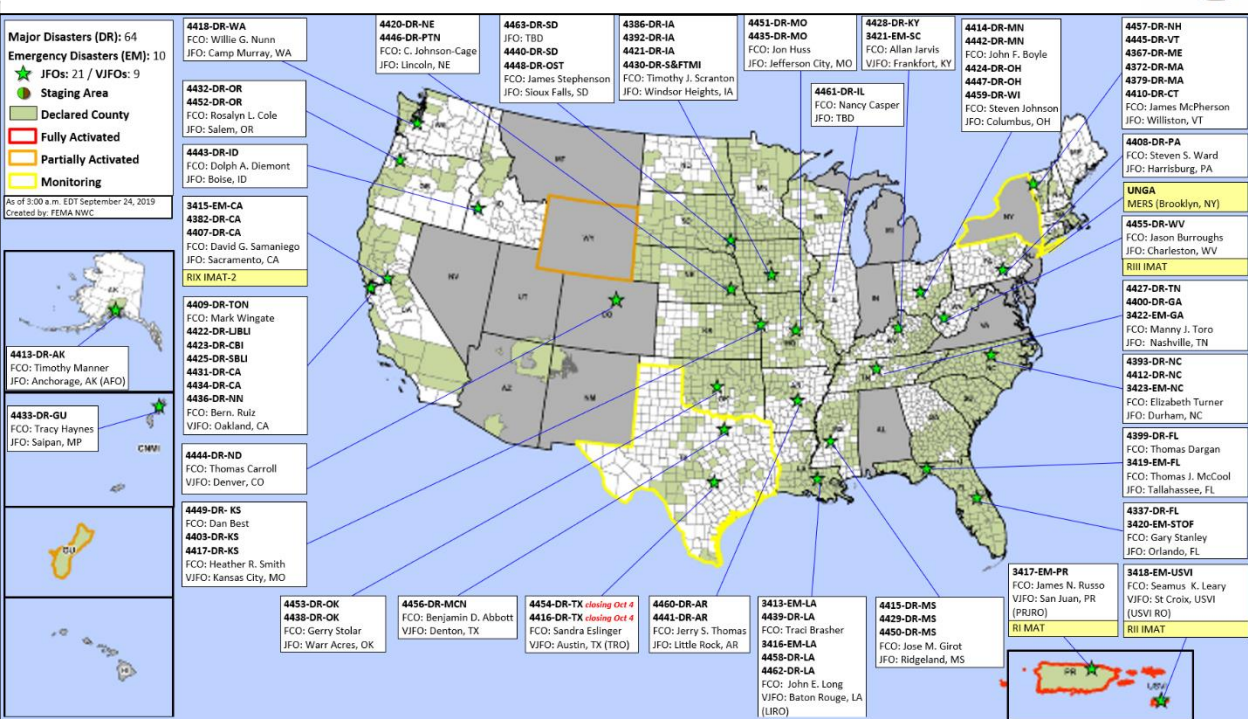 Major Disasters (DR): 64
Emergency Disasters (EM): 10
JFOs: 21 / VJFOs: 9
Staging Area
Declared County
Fully Activated
Partially Activated
Monitoring
As of 3:00 a.m. EDT September 24, 2019
Created by: FEMA NWC
4418-DR-WA
FCO: Willie G. Nunn
JFO: Camp Murray, WA
4420-DR-NE
4446-DR-PTN
FCO: C. Johnson-Cage
JFO: Lincoln, NE
4463-DR-SD
JFO: TBD
4440-DR-SD
4448-DR-OST
FCO: James Stephenson
JFO: Sioux Falls, SD
4386-DR-IA
4392-DR-IA
4421-DR-IA
4430-DR-S&FTMI
FCO: Timothy J. Scranton
JFO: Windsor Heights, IA
4451-DR-MO
4435-DR-MO
FCO: Jon Huss
JFO: Jefferson City, MO
4428-DR-KY
3421-EM-SC
FCO: Allan Jarvis
VJFO: Frankfort, KY
4461-DR-IL
FCO: Nancy Casper
JFO: TBD
4414-DR-MN
4442-DR-MN
FCO: John F. Boyle
4424-DR-OH
4447-DR-OH
4459-DR-WI
FCO: Steven Johnson
JFO: Columbus, OH
4457-DR-NH
4445-DR-VT
4367-DR-ME
4372-DR-MA
4379-DR-MA
4410-DR-CT
FCO: James McPherson
JFO: Williston, VT
4408-DR-PA
FCO: Steven S. Ward
JFO: Harrisburg, PA
UNGA
MERS (Brooklyn, NY)
4455-DR-WV
FCO: Jason Burroughs
JFO: Charleston, WV
RIII IMAT
4427-DR-TN
4400-DR-GA
3422-EM-GA
FCO: Manny J. Toro
JFO: Nashville, TN
4393-DR-NC
4412-DR-NC
3423-EM-NC
FCO: Elizabeth Turner
JFO: Durham, NC
4399-DR-FL
FCO: Thomas Dargan
3419-EM-FL
FCO: Thomas J. McCool
JFO: Tallahassee, FL
4337-DR-FL
3420-EM-STOF
FCO: Gary Stanley
JFO: Orlando, FL
4432-DR-OR
4452-DR-OR
FCO: Rosalyn L. Cole
JFO: Salem, OR
4443-DR-ID
FCO: Dolph A. Diemont
JFO: Boise, ID
3415-EM-CA
4382-DR-CA
4407-DR-CA
FCO: David G. Samaniego
JFO: Sacramento, CA
RIX IMAT-2
4409-DR-TON
FCO: Mark Wingate
4422-DR-LJBLI
4423-DR-CBI
4425-DR-SBLI
4431-DR-CA
4434-DR-CA
4436-DR-NN
FCO: Bern. Ruiz
VJFO: Oakland, CA
4444-DR-ND
FCO: Thomas Carroll
VJFO: Denver, CO
4449-DR- KS
FCO: Dan Best
4403-DR-KS
4417-DR-KS
FCO: Heather R. Smith
VJFO: Kansas City, MO
AK
4413-DR-AK
FCO: Timothy Manner
JFO: Anchorage, AK (AFO)
4433-DR-GU
FCO: Tracy Haynes
JFO: Saipan, MP
CNMI
GU
HI
MT
WY
NV
UT
CO
AZ
NM
IN
MI
NY
VA
AL
4453-DR-OK
4438-DR-OK
FCO: Gerry Stolar
JFO: Warr Acres, OK
4456-DR-MCN
FCO: Benjamin D. Abbott
VJFO: Denton, TX
4454-DR-TX closing Oct 4
4416-DR-TX closing Oct 4
FCO: Sandra Eslinger
VJFO: Austin, TX (TRO)
4460-DR-AR
4441-DR-AR
FCO: Jerry S. Thomas
JFO: Little Rock, AR
3413-EM-LA
4439-DR-LA
FCO: Traci Brasher
3416-EM-LA
4458-DR-LA
4462-DR-LA
FCO: John E. Long
VJFO: Baton Rouge, LA
(LIRO)
4415-DR-MS
4429-DR-MS
4450-DR-MS
FCO: Jose M. Girot
JFO: Ridgeland, MS
3417-EM-PR
FCO: James N. Russo
VJFO: San Juan, PR
(PRJRO)
RI MAT
3418-EM-USVI
FCO: Seamus K. Leary
VJFO: St Croix, USVI
(USVI RO)
RII IMAT
PR
USVI